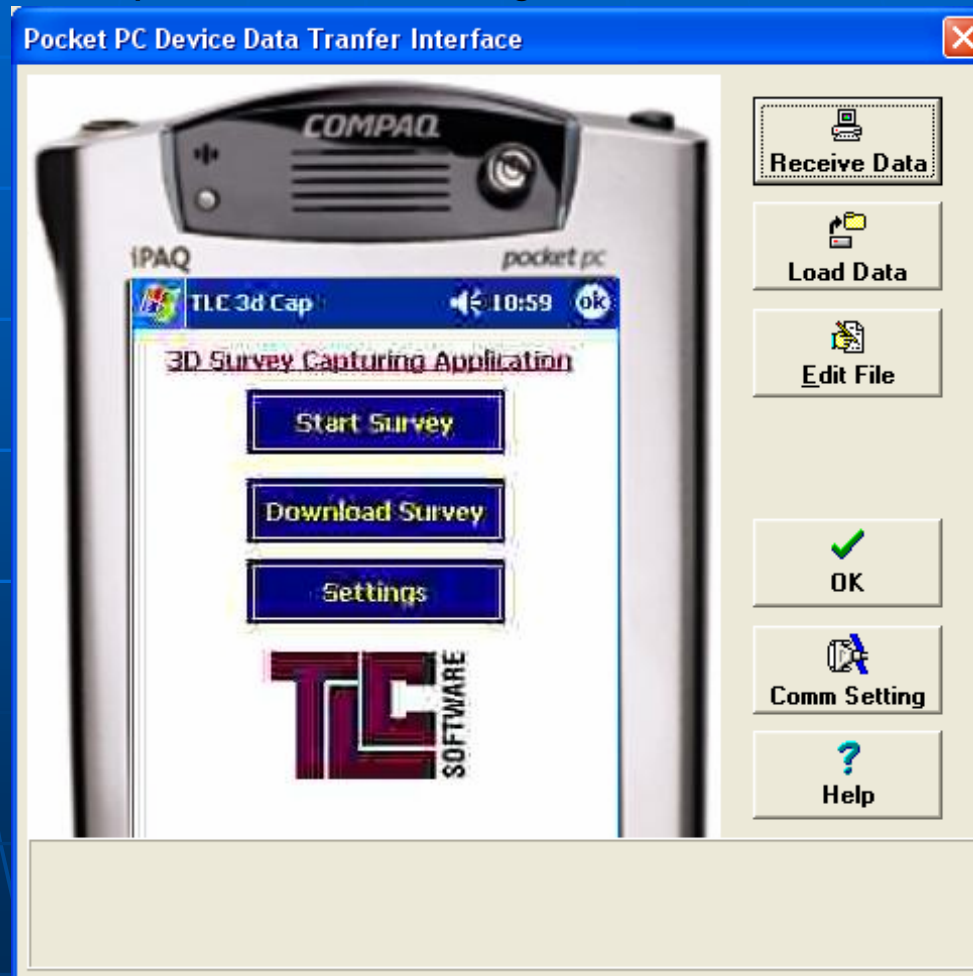 Pocket PC Device Data Tranfer Interface
COMPAQ
iPAQ
pocket pc
TLC 3d Cap
10:59
ok
3D Survey Capturing Application
Start Survey
Download Survey
Settings
TLC
SOFTWARE
Receive Data
Load Data
Edit File
OK
Comm Setting
Help